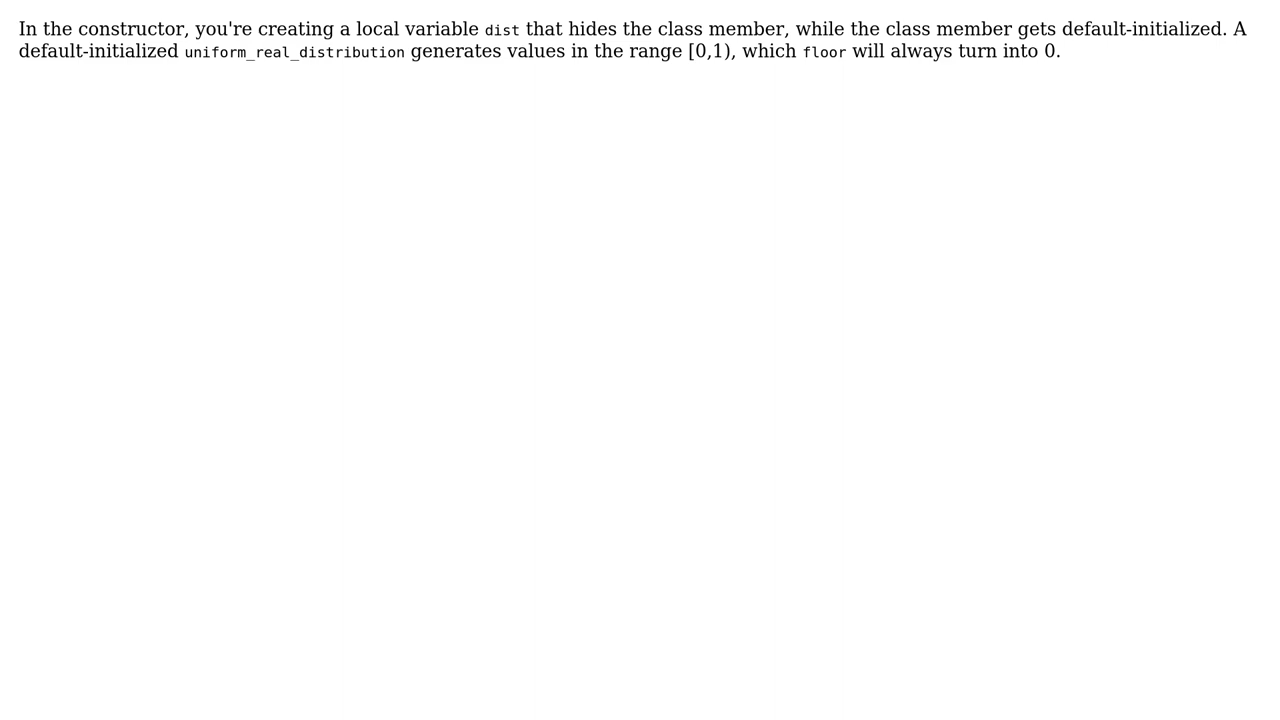 In the constructor, you're creating a local variable dist that hides the class member, while the class member gets default-initialized. A
default-initialized uniform_real_distribution generates values in the range [0,1), which floor will always turn into 0.